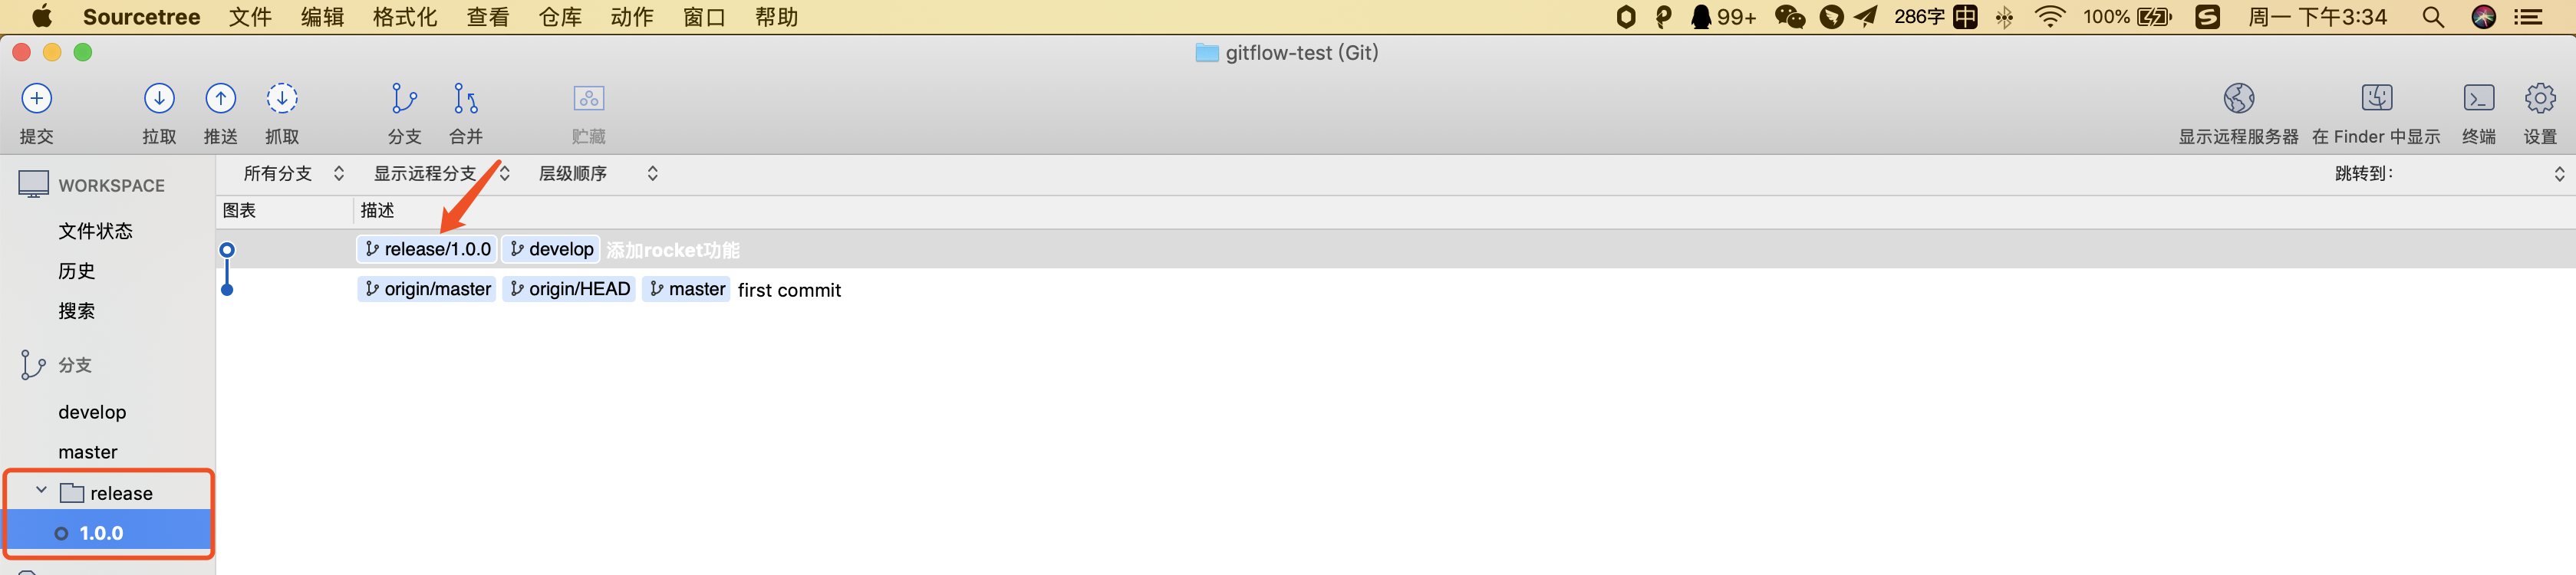 Sourcetree 文件 编辑 格式化 查看 仓库 动作 窗口 帮助 99+ 286字 中 100% 周一 下午3:34
gitflow-test (Git)
提交 拉取 推送 抓取 分支 合并 贮藏 显示远程服务器 在 Finder 中显示 终端 设置
所有分支 显示远程分支 层级顺序 跳转到:
WORKSPACE
文件状态
历史
搜索
分支
develop
master
release
1.0.0
图表 描述
release/1.0.0 develop 添加rocket功能
origin/master origin/HEAD master first commit